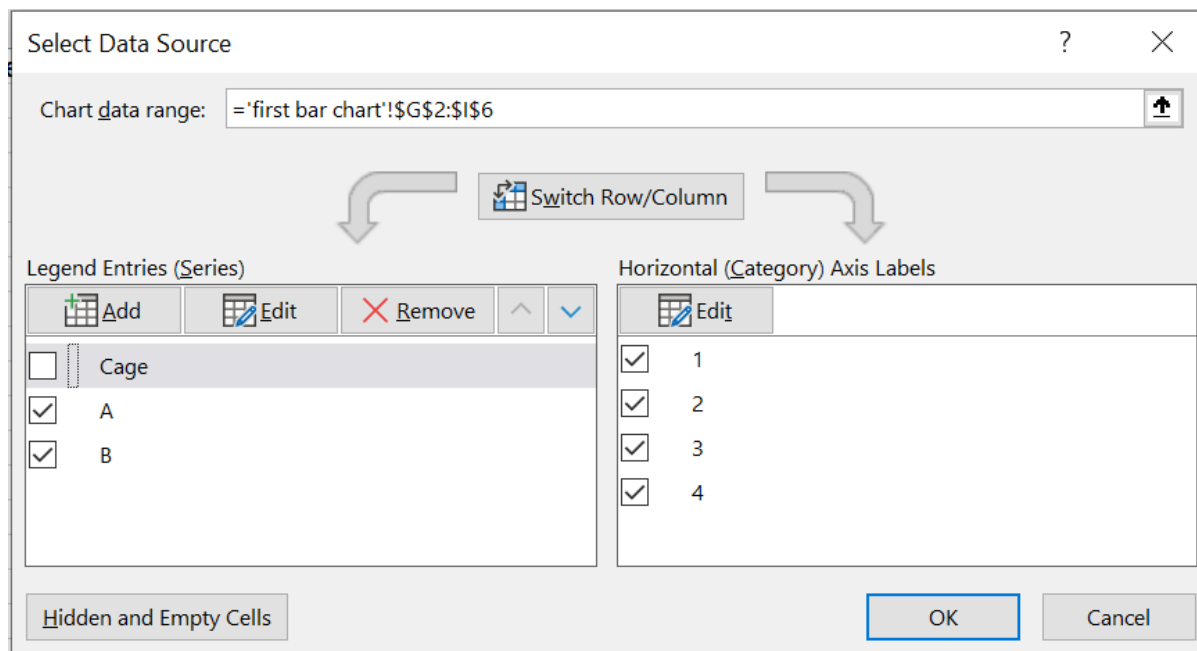 Select Data Source ?
Chart data range: ='first bar chart'!$G$2:$I$6
Switch Row/Column
Legend Entries (Series)
Add Edit Remove
Cage
A
B
Horizontal (Category) Axis Labels
Edit
1
2
3
4
Hidden and Empty Cells
OK Cancel